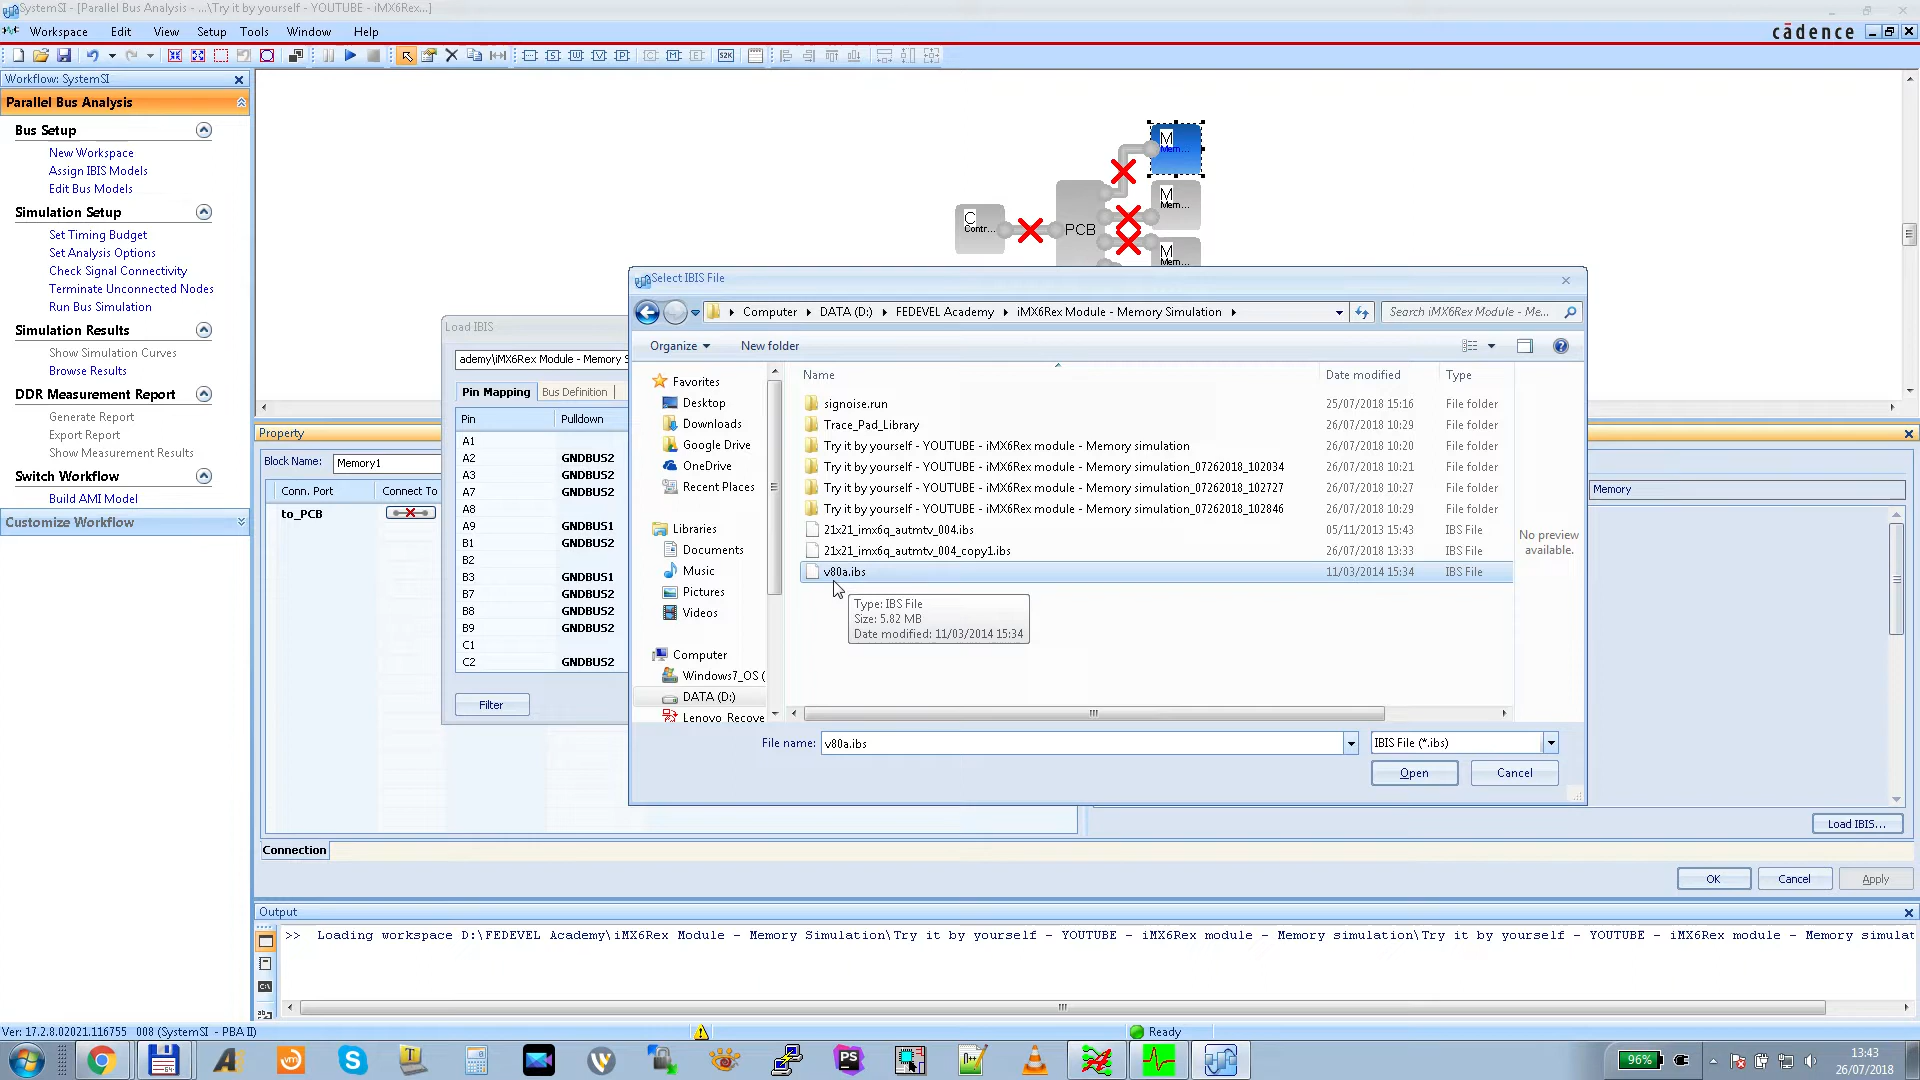 SystemSI - [Parallel Bus Analysis - ...\Try it by yourself - YOUTUBE - iMX6Rex...]
Workspace Edit View Setup Tools Window Help
cādence
Workflow: SystemSI
Parallel Bus Analysis
Bus Setup
New Workspace
Assign IBIS Models
Edit Bus Models
Simulation Setup
Set Timing Budget
Set Analysis Options
Check Signal Connectivity
Terminate Unconnected Nodes
Run Bus Simulation
Simulation Results
Show Simulation Curves
Browse Results
DDR Measurement Report
Generate Report
Export Report
Show Measurement Results
Switch Workflow
Build AMI Model
Customize Workflow
M
Mem...
M
Mem...
C
Contr...
PCB
M
Mem...
Load IBIS
ademy\iMX6Rex Module - Memory S
Pin Mapping Bus Definition
Pin Pulldown
A1
A2 GNDBUS2
A3 GNDBUS2
A7 GNDBUS2
A8
A9 GNDBUS1
B1 GNDBUS2
B2
B3 GNDBUS1
B7 GNDBUS2
B8 GNDBUS2
B9 GNDBUS2
C1
C2 GNDBUS2
Filter
Property
Block Name: Memory1
Conn. Port Connect To
to_PCB
Select IBIS File
Computer DATA (D:) FEDEVEL Academy iMX6Rex Module - Memory Simulation
Search iMX6Rex Module - Me...
Organize New folder
Favorites
Desktop
Downloads
Google Drive
OneDrive
Recent Places
Libraries
Documents
Music
Pictures
Videos
Computer
Windows7_OS (
DATA (D:)
Lenovo_Recove
Name Date modified Type
signoise.run 25/07/2018 15:16 File folder
Trace_Pad_Library 26/07/2018 10:29 File folder
Try it by yourself - YOUTUBE - iMX6Rex module - Memory simulation 26/07/2018 10:20 File folder
Try it by yourself - YOUTUBE - iMX6Rex module - Memory simulation_07262018_102034 26/07/2018 10:21 File folder
Try it by yourself - YOUTUBE - iMX6Rex module - Memory simulation_07262018_102727 26/07/2018 10:27 File folder
Try it by yourself - YOUTUBE - iMX6Rex module - Memory simulation_07262018_102846 26/07/2018 10:29 File folder
21x21_imx6q_autmtv_004.ibs 05/11/2013 15:43 IBS File
21x21_imx6q_autmtv_004_copy1.ibs 26/07/2018 13:33 IBS File
v80a.ibs 11/03/2014 15:34 IBS File
Type: IBS File
Size: 5.82 MB
Date modified: 11/03/2014 15:34
No preview
available.
File name: v80a.ibs
IBIS File (*.ibs)
Open Cancel
Memory
Load IBIS...
Connection
OK Cancel Apply
Output
>> Loading workspace D:\FEDEVEL Academy\iMX6Rex Module - Memory Simulation\Try it by yourself - YOUTUBE - iMX6Rex module - Memory simulation\Try it by yourself - YOUTUBE - iMX6Rex module - Memory simulat
Ver: 17.2.8.02021.116755 008 (SystemSI - PBA II)
Ready
96%
13:43
26/07/2018